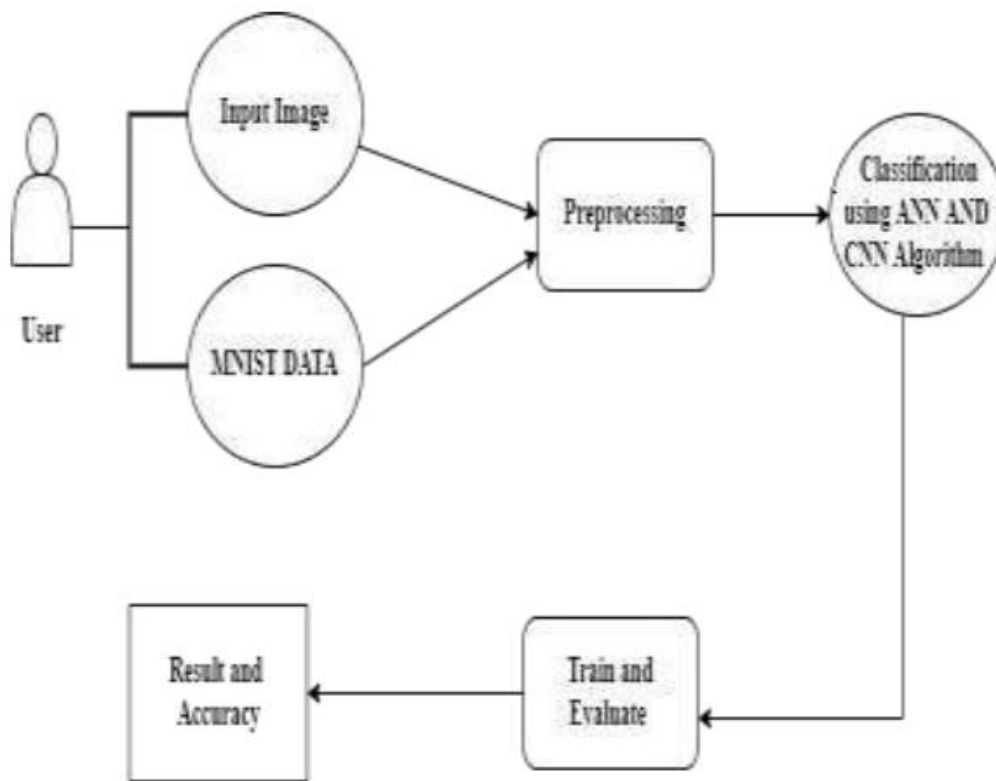 Input Image
User
MNIST DATA
Preprocessing
Classification
using ANN AND
CNN Algorithm
Train and
Evaluate
Result and
Accuracy